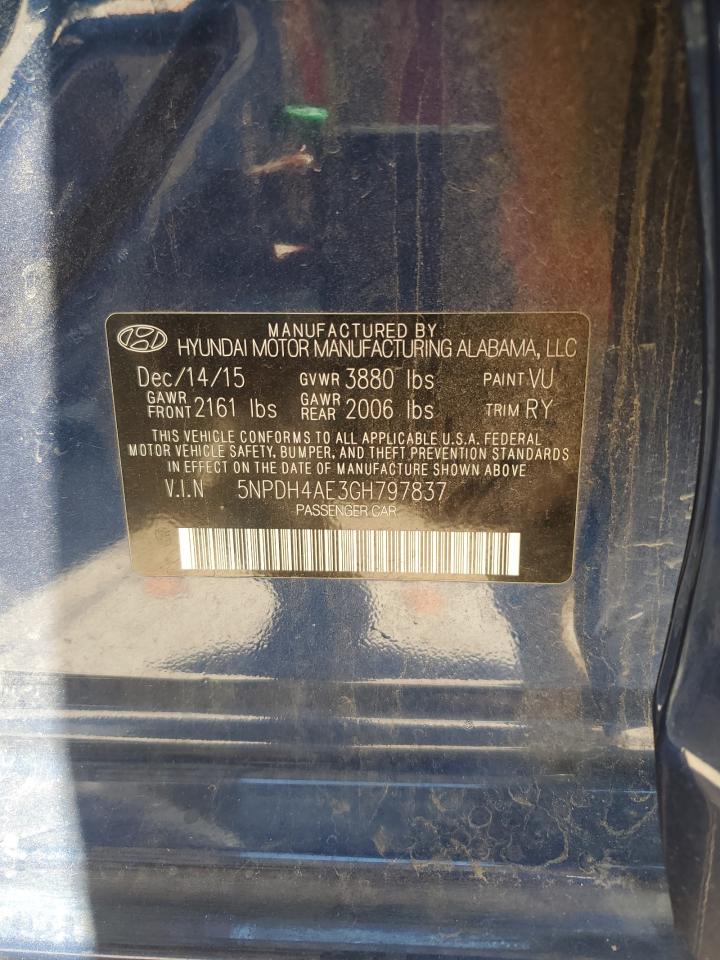 MANUFACTURED BY
HYUNDAI MOTOR MANUFACTURING ALABAMA, LLC
Dec/14/15 GVWR 3880 lbs PAINT VU
GAWR FRONT 2161 lbs GAWR REAR 2006 lbs TRIM RY
THIS VEHICLE CONFORMS TO ALL APPLICABLE U.S.A. FEDERAL
MOTOR VEHICLE SAFETY, BUMPER, AND THEFT PREVENTION STANDARDS
IN EFFECT ON THE DATE OF MANUFACTURE SHOWN ABOVE
V.I.N 5NPDH4AE3GH797837
PASSENGER CAR